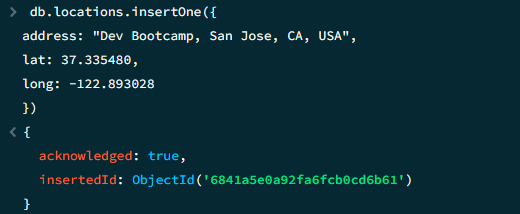 > db.locations.insertOne({
address: "Dev Bootcamp, San Jose, CA, USA",
lat: 37.335480,
long: -122.893028
})
< {
acknowledged: true,
insertedId: ObjectId('6841a5e0a92fa6fcb0cd6b61')
}